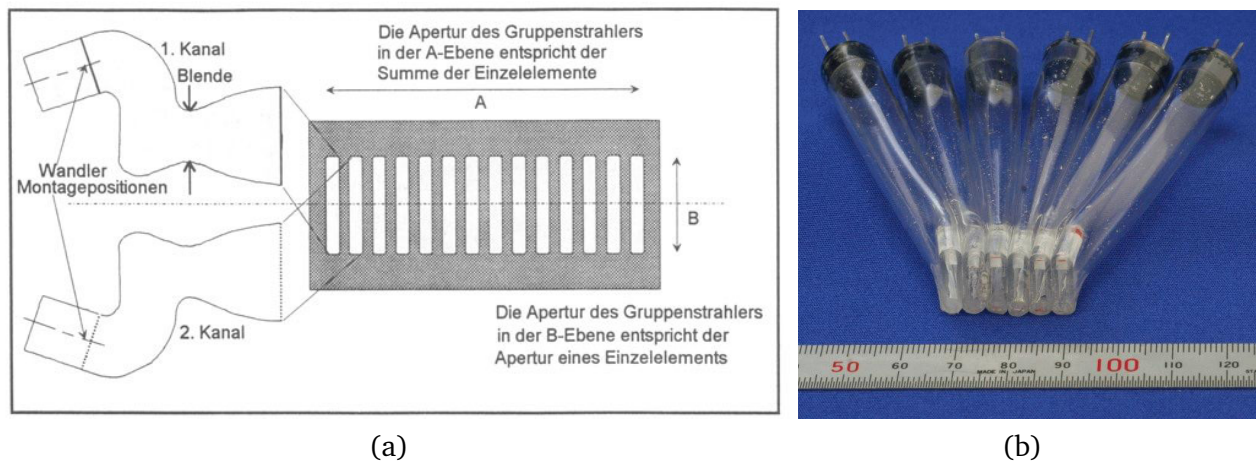 1. Kanal
Blende
Die Apertur des Gruppenstrahlers
in der A-Ebene entspricht der
Summe der Einzelelemente
A
Wandler
Montagepositionen
B
2. Kanal
Die Apertur des Gruppenstrahlers
in der B-Ebene entspricht der
Apertur eines Einzelelements
50 60 70 80 90 100 110 120
MADE IN JAPAN
(a)
(b)